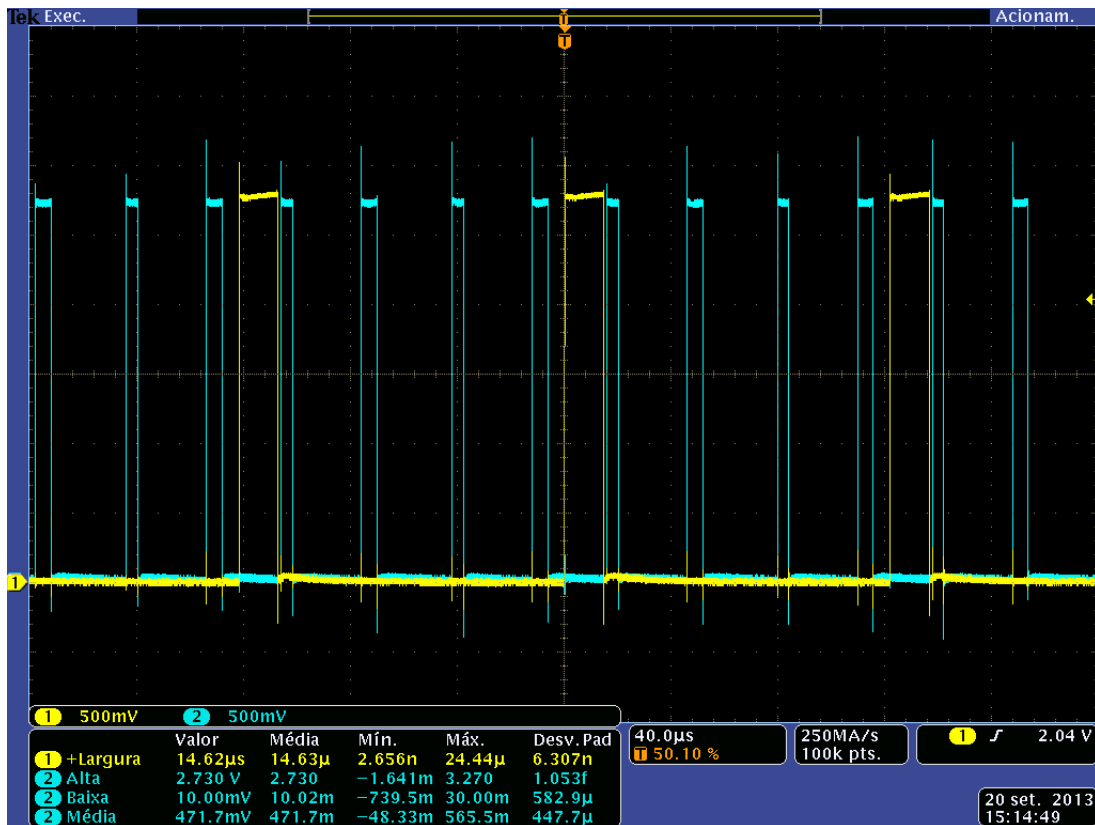 Tek Exec. Acionam.
T
T
1
1 500mV 2 500mV
Valor Média Mín. Máx. Desv.Pad
1 +Largura 14.62µs 14.63µ 2.656n 24.44µ 6.307n
2 Alta 2.730 V 2.730 −1.641m 3.270 1.053f
2 Baixa 10.00mV 10.02m −739.5m 30.00m 582.9µ
2 Média 471.7mV 471.7m −48.33m 565.5m 447.7µ
40.0µs
T 50.10 %
250MA/s
100k pts.
1 2.04 V
20 set. 2013
15:14:49